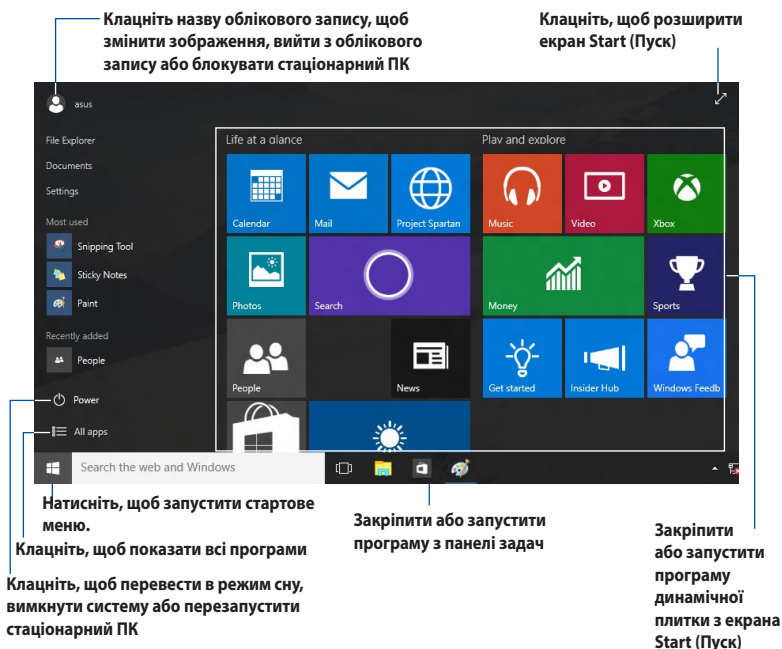 Клацніть назву облікового запису, щоб
змінити зображення, вийти з облікового
запису або блокувати стаціонарний ПК
Клацніть, щоб розширити
екран Start (Пуск)
asus
File Explorer
Documents
Settings
Most used
Snipping Tool
Sticky Notes
Paint
Recently added
People
Power
All apps
Search the web and Windows
Life at a glance
Calendar
Mail
Project Spartan
Photos
Search
People
News
Play and explore
Music
Video
Xbox
Money
Sports
Get started
Insider Hub
Windows Feedb
Натисніть, щоб запустити стартове
меню.
Клацніть, щоб показати всі програми
Клацніть, щоб перевести в режим сну,
вимкнути систему або перезапустити
стаціонарний ПК
Закріпити або запустити
програму з панелі задач
Закріпити
або запустити
програму
динамічної
плитки з екрана
Start (Пуск)